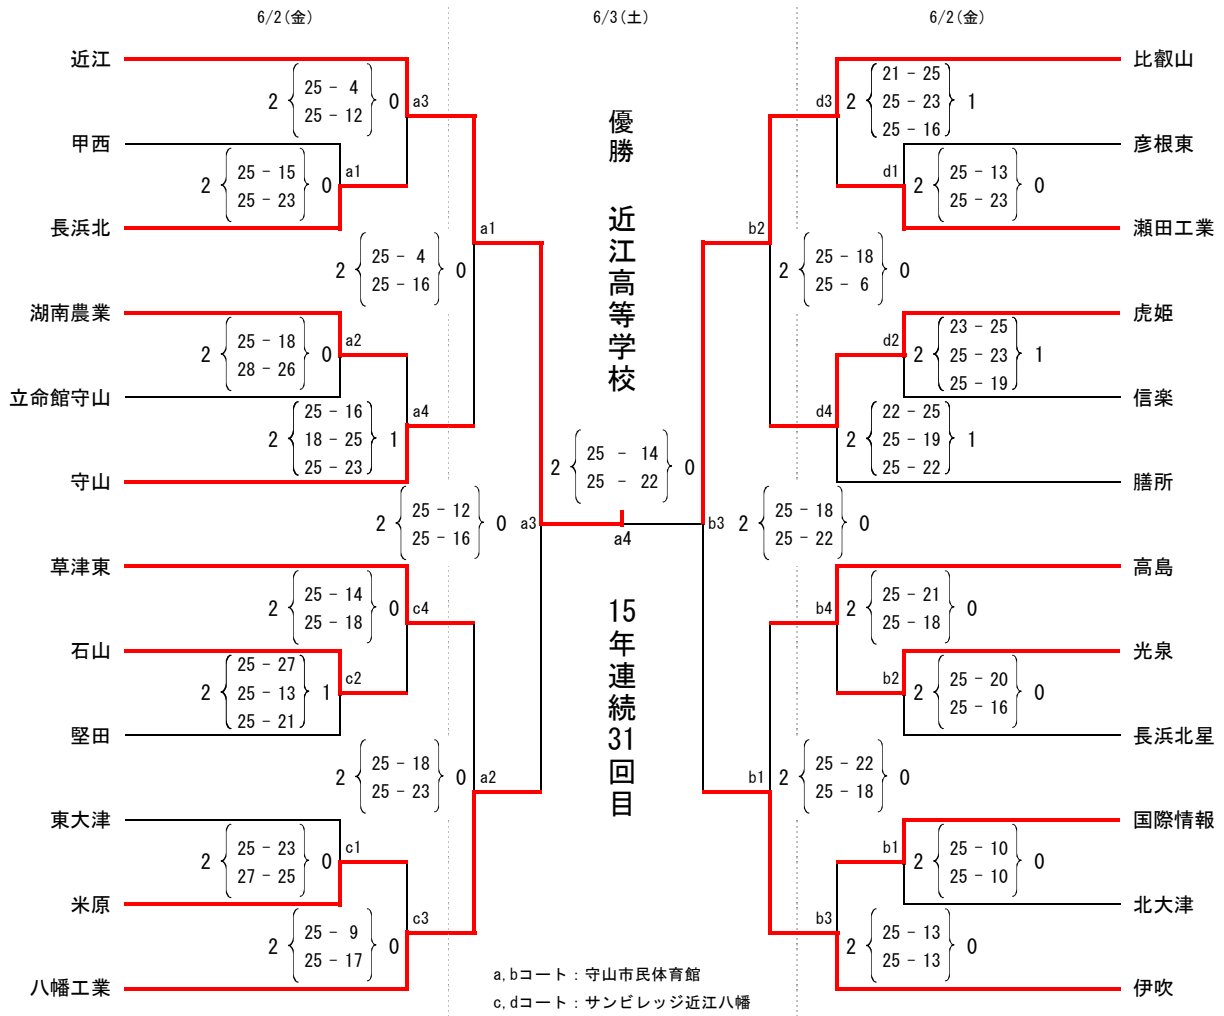 6/2(金)
6/3(土)
6/2(金)
近江
甲西
長浜北
湖南農業
立命館守山
守山
草津東
石山
堅田
東大津
米原
八幡工業
2 25 - 4 0 a3
25 - 12
2 25 - 15 0 a1
25 - 23
2 25 - 4 0 a1
25 - 16
2 25 - 18 0 a2
28 - 26
2 25 - 16 1 a4
18 - 25
25 - 23
2 25 - 12 0 a3
25 - 16
2 25 - 14 0 c4
25 - 18
2 25 - 27 1 c2
25 - 13
25 - 21
2 25 - 18 0 a2
25 - 23
2 25 - 23 0 c1
27 - 25
2 25 - 9 0 c3
25 - 17
優勝 近江高等学校
2 25 - 14 0
25 - 22
a4
15年連続31回目
d3 2 21 - 25 1
25 - 23
25 - 16
d1 2 25 - 13 0
25 - 23
b2 2 25 - 18 0
25 - 6
d2 2 23 - 25 1
25 - 23
25 - 19
d4 2 22 - 25 1
25 - 19
25 - 22
b3 2 25 - 18 0
25 - 22
b4 2 25 - 21 0
25 - 18
b2 2 25 - 20 0
25 - 16
b1 2 25 - 22 0
25 - 18
b1 2 25 - 10 0
25 - 10
b3 2 25 - 13 0
25 - 13
比叡山
彦根東
瀬田工業
虎姫
信楽
膳所
高島
光泉
長浜北星
国際情報
北大津
伊吹
a,bコート：守山市民体育館
c,dコート：サンビレッジ近江八幡